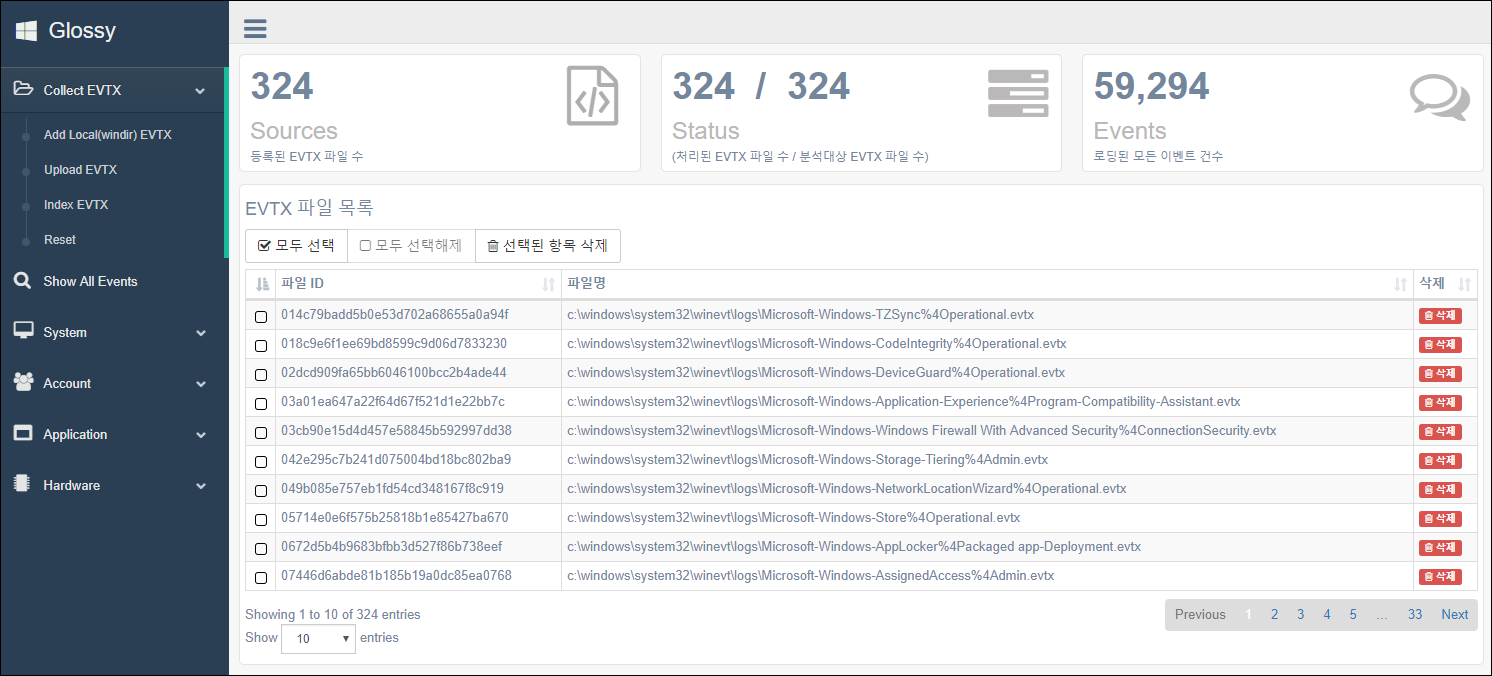 Glossy
Collect EVTX
Add Local(windir) EVTX
Upload EVTX
Index EVTX
Reset
Show All Events
System
Account
Application
Hardware
324
Sources
등록된 EVTX 파일 수
324 / 324
Status
(처리된 EVTX 파일 수 / 분석대상 EVTX 파일 수)
59,294
Events
로딩된 모든 이벤트 건수
EVTX 파일 목록
모두 선택 모두 선택해제 선택된 항목 삭제
파일 ID 파일명 삭제
014c79badd5b0e53d702a68655a0a94f c:\windows\system32\winevt\logs\Microsoft-Windows-TZSync%4Operational.evtx 삭제
018c9e6f1ee69bd8599c9d06d7833230 c:\windows\system32\winevt\logs\Microsoft-Windows-CodeIntegrity%4Operational.evtx 삭제
02dcd909fa65bb6046100bcc2b4ade44 c:\windows\system32\winevt\logs\Microsoft-Windows-DeviceGuard%4Operational.evtx 삭제
03a01ea647a22f64d67f521d1e22bb7c c:\windows\system32\winevt\logs\Microsoft-Windows-Application-Experience%4Program-Compatibility-Assistant.evtx 삭제
03cb90e15d4d457e58845b592997dd38 c:\windows\system32\winevt\logs\Microsoft-Windows-Windows Firewall With Advanced Security%4ConnectionSecurity.evtx 삭제
042e295c7b241d075004bd18bc802ba9 c:\windows\system32\winevt\logs\Microsoft-Windows-Storage-Tiering%4Admin.evtx 삭제
049b085e757eb1fd54cd348167f8c919 c:\windows\system32\winevt\logs\Microsoft-Windows-NetworkLocationWizard%4Operational.evtx 삭제
05714e0e6f575b25818b1e85427ba670 c:\windows\system32\winevt\logs\Microsoft-Windows-Store%4Operational.evtx 삭제
0672d5b4b9683bfbb3d527f86b738eef c:\windows\system32\winevt\logs\Microsoft-Windows-AppLocker%4Packaged app-Deployment.evtx 삭제
07446d6abde81b185b19a0dc85ea0768 c:\windows\system32\winevt\logs\Microsoft-Windows-AssignedAccess%4Admin.evtx 삭제
Showing 1 to 10 of 324 entries
Previous 1 2 3 4 5 … 33 Next
Show 10 entries